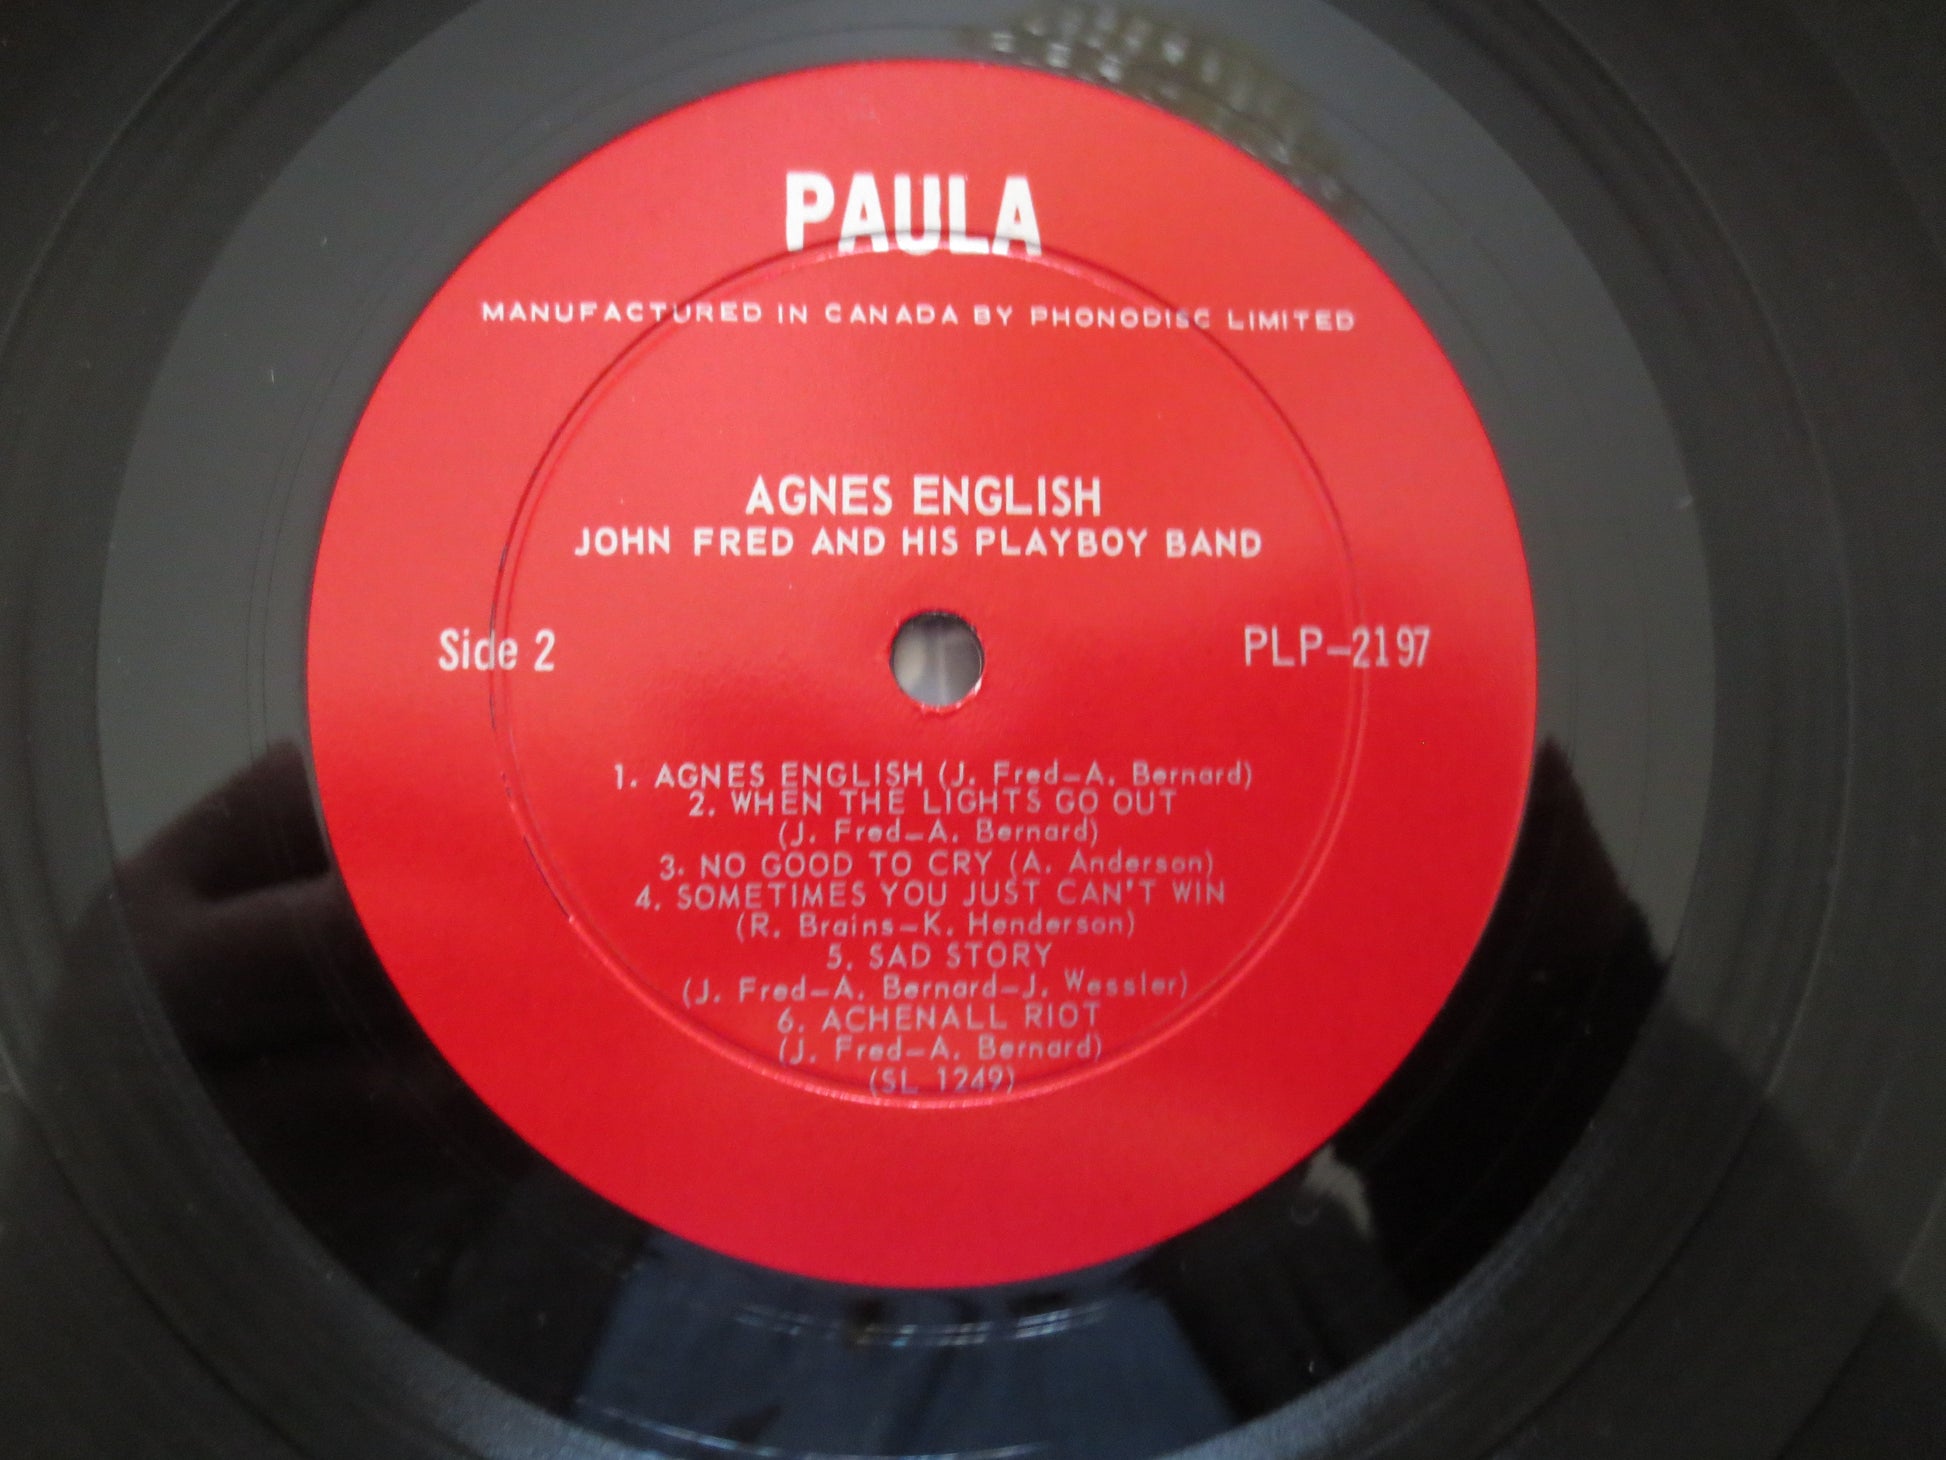 PAULA
MANUFACTURED IN CANADA BY PHONODISC LIMITED
AGNES ENGLISH
JOHN FRED AND HIS PLAYBOY BAND
Side 2
PLP-2197
1. AGNES ENGLISH (J. Fred-A. Bernard)
2. WHEN THE LIGHTS GO OUT
(J. Fred-A. Bernard)
3. NO GOOD TO CRY (A. Anderson)
4. SOMETIMES YOU JUST CAN'T WIN
(R. Brains-K. Henderson)
5. SAD STORY
(J. Fred-A. Bernard-J. Wessler)
6. ACHENALL RIOT
(J. Fred-A. Bernard)
(SL 1249)